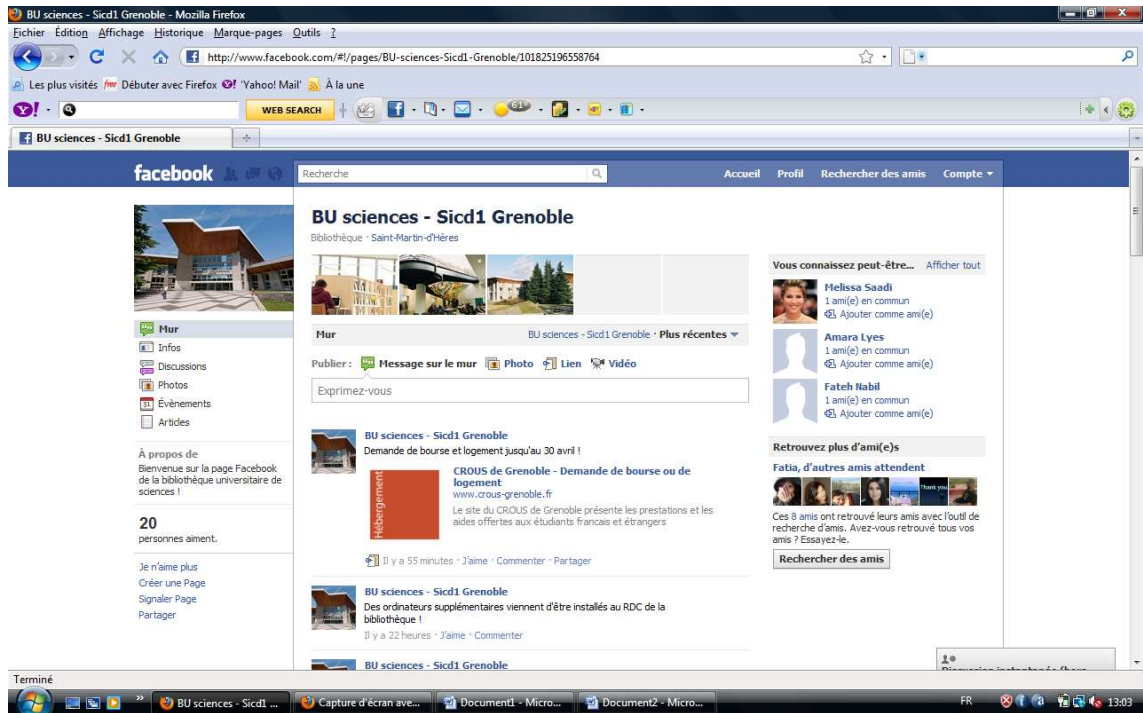 BU sciences - Sicd1 Grenoble - Mozilla Firefox
Fichier Edition Affichage Historique Marque-pages Outils ?
http://www.facebook.com/#!/pages/BU-sciences-Sicd1-Grenoble/101825196558764
Les plus visités Débuter avec Firefox 'Yahoo! Mail' À la une
WEB SEARCH
61
BU sciences - Sicd1 Grenoble
facebook
Recherche
Accueil Profil Rechercher des amis Compte
BU sciences - Sicd1 Grenoble
Bibliothèque · Saint-Martin-d'Hères
Mur
Infos
Discussions
Photos
31 Évènements
Articles
À propos de
Bienvenue sur la page Facebook
de la bibliothèque universitaire de
sciences !
20
personnes aiment.
Je n'aime plus
Créer une Page
Signaler Page
Partager
Mur BU sciences - Sicd1 Grenoble · Plus récentes
Publier : Message sur le mur Photo Lien Vidéo
Exprimez-vous
BU sciences - Sicd1 Grenoble
Demande de bourse et logement jusqu'au 30 avril !
Hébergement
CROUS de Grenoble - Demande de bourse ou de
logement
www.crous-grenoble.fr
Le site du CROUS de Grenoble présente les prestations et les
aides offertes aux étudiants francais et étrangers
Il y a 55 minutes · J'aime · Commenter · Partager
BU sciences - Sicd1 Grenoble
Des ordinateurs supplémentaires viennent d'être installés au RDC de la
bibliothèque !
Il y a 22 heures · J'aime · Commenter
BU sciences - Sicd1 Grenoble
Vous connaissez peut-être... Afficher tout
Melissa Saadi
1 ami(e) en commun
Ajouter comme ami(e)
Amara Lyes
1 ami(e) en commun
Ajouter comme ami(e)
Fateh Nabil
1 ami(e) en commun
Ajouter comme ami(e)
Retrouvez plus d'ami(e)s
Fatia, d'autres amis attendent
Thank you
Ces 8 amis ont retrouvé leurs amis avec l'outil de
recherche d'amis. Avez-vous retrouvé tous vos
amis ? Essayez-le.
Rechercher des amis
Terminé
BU sciences - Sicd1 ... Capture d'écran ave... Document1 - Micro... Document2 - Micro... FR 13:03